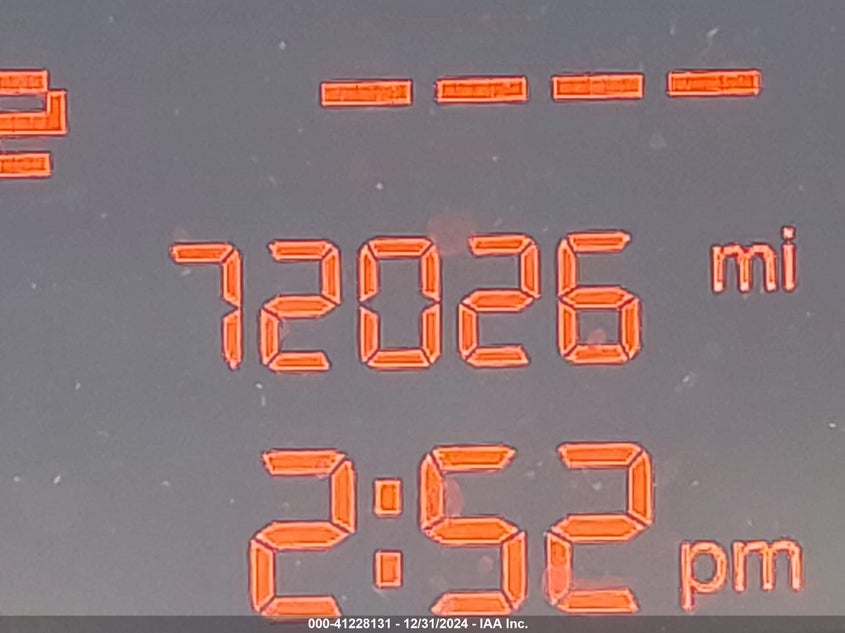 ----
72026 mi
2:52 pm
000-41228131 - 12/31/2024 - IAA Inc.